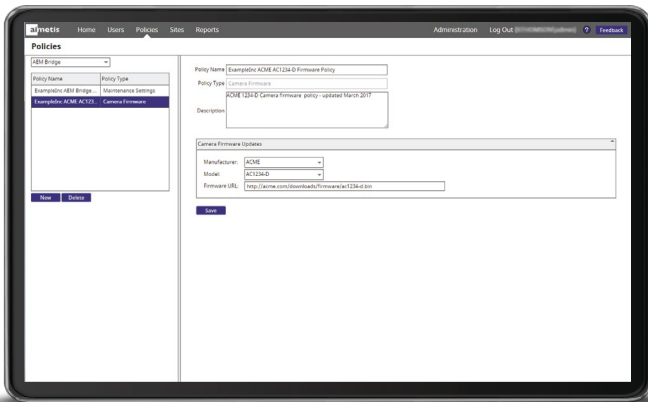 aimetis Home Users Policies Sites Reports Administration Log Out ? Feedback
Policies
AEM Bridge
Policy Name Policy Type
ExampleInc AEM Bridge... Maintenance Settings
ExampleInc ACME AC123... Camera Firmware
New Delete
Policy Name ExampleInc ACME AC1234-D Firmware Policy
Policy Type Camera Firmware
Description ACME 1234-D Camera firmware policy - updated March 2017
Camera Firmware Updates
Manufacturer: ACME
Model: AC1234-D
Firmware URL: http://acme.com/downloads/firmware/ac1234-d.bin
Save